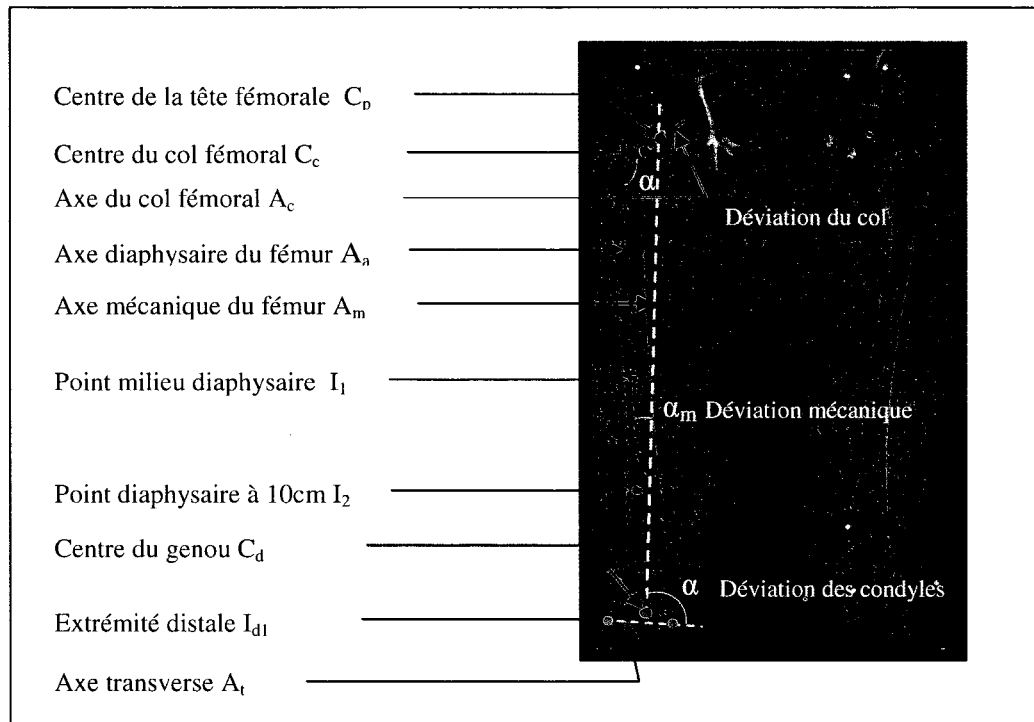 Centre de la tête fémorale C_p
Centre du col fémoral C_c
Axe du col fémoral A_c
Axe diaphysaire du fémur A_a
Axe mécanique du fémur A_m
Point milieu diaphysaire I_1
Point diaphysaire à 10cm I_2
Centre du genou C_d
Extrémité distale I_d1
Axe transverse A_t
α
Déviation du col
α_m Déviation mécanique
α Déviation des condyles